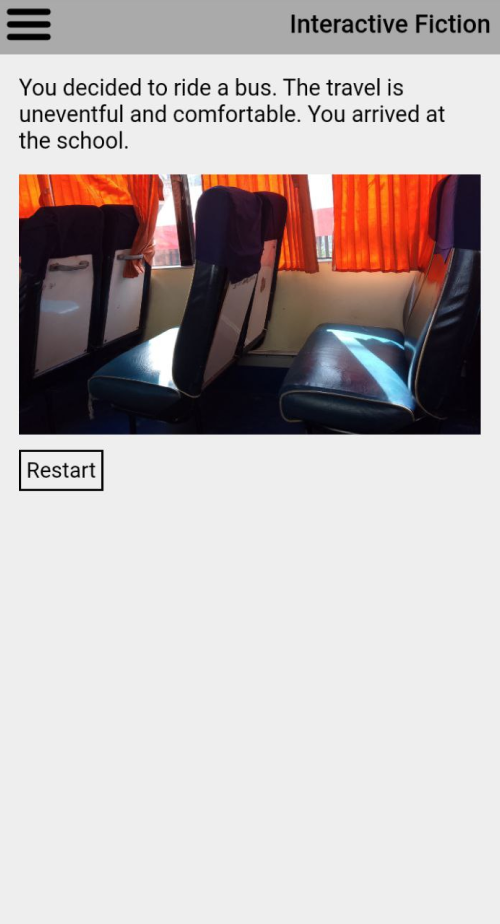 Interactive Fiction
You decided to ride a bus. The travel is
uneventful and comfortable. You arrived at
the school.
Restart